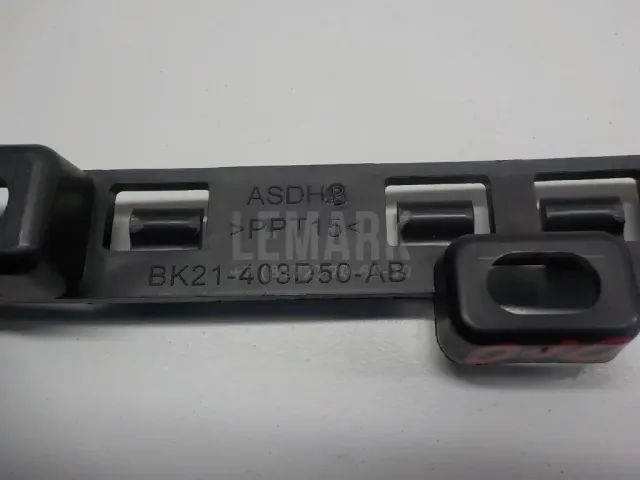 ASDHB
>PPT15<
LEMARK
BK21-403D50-AB